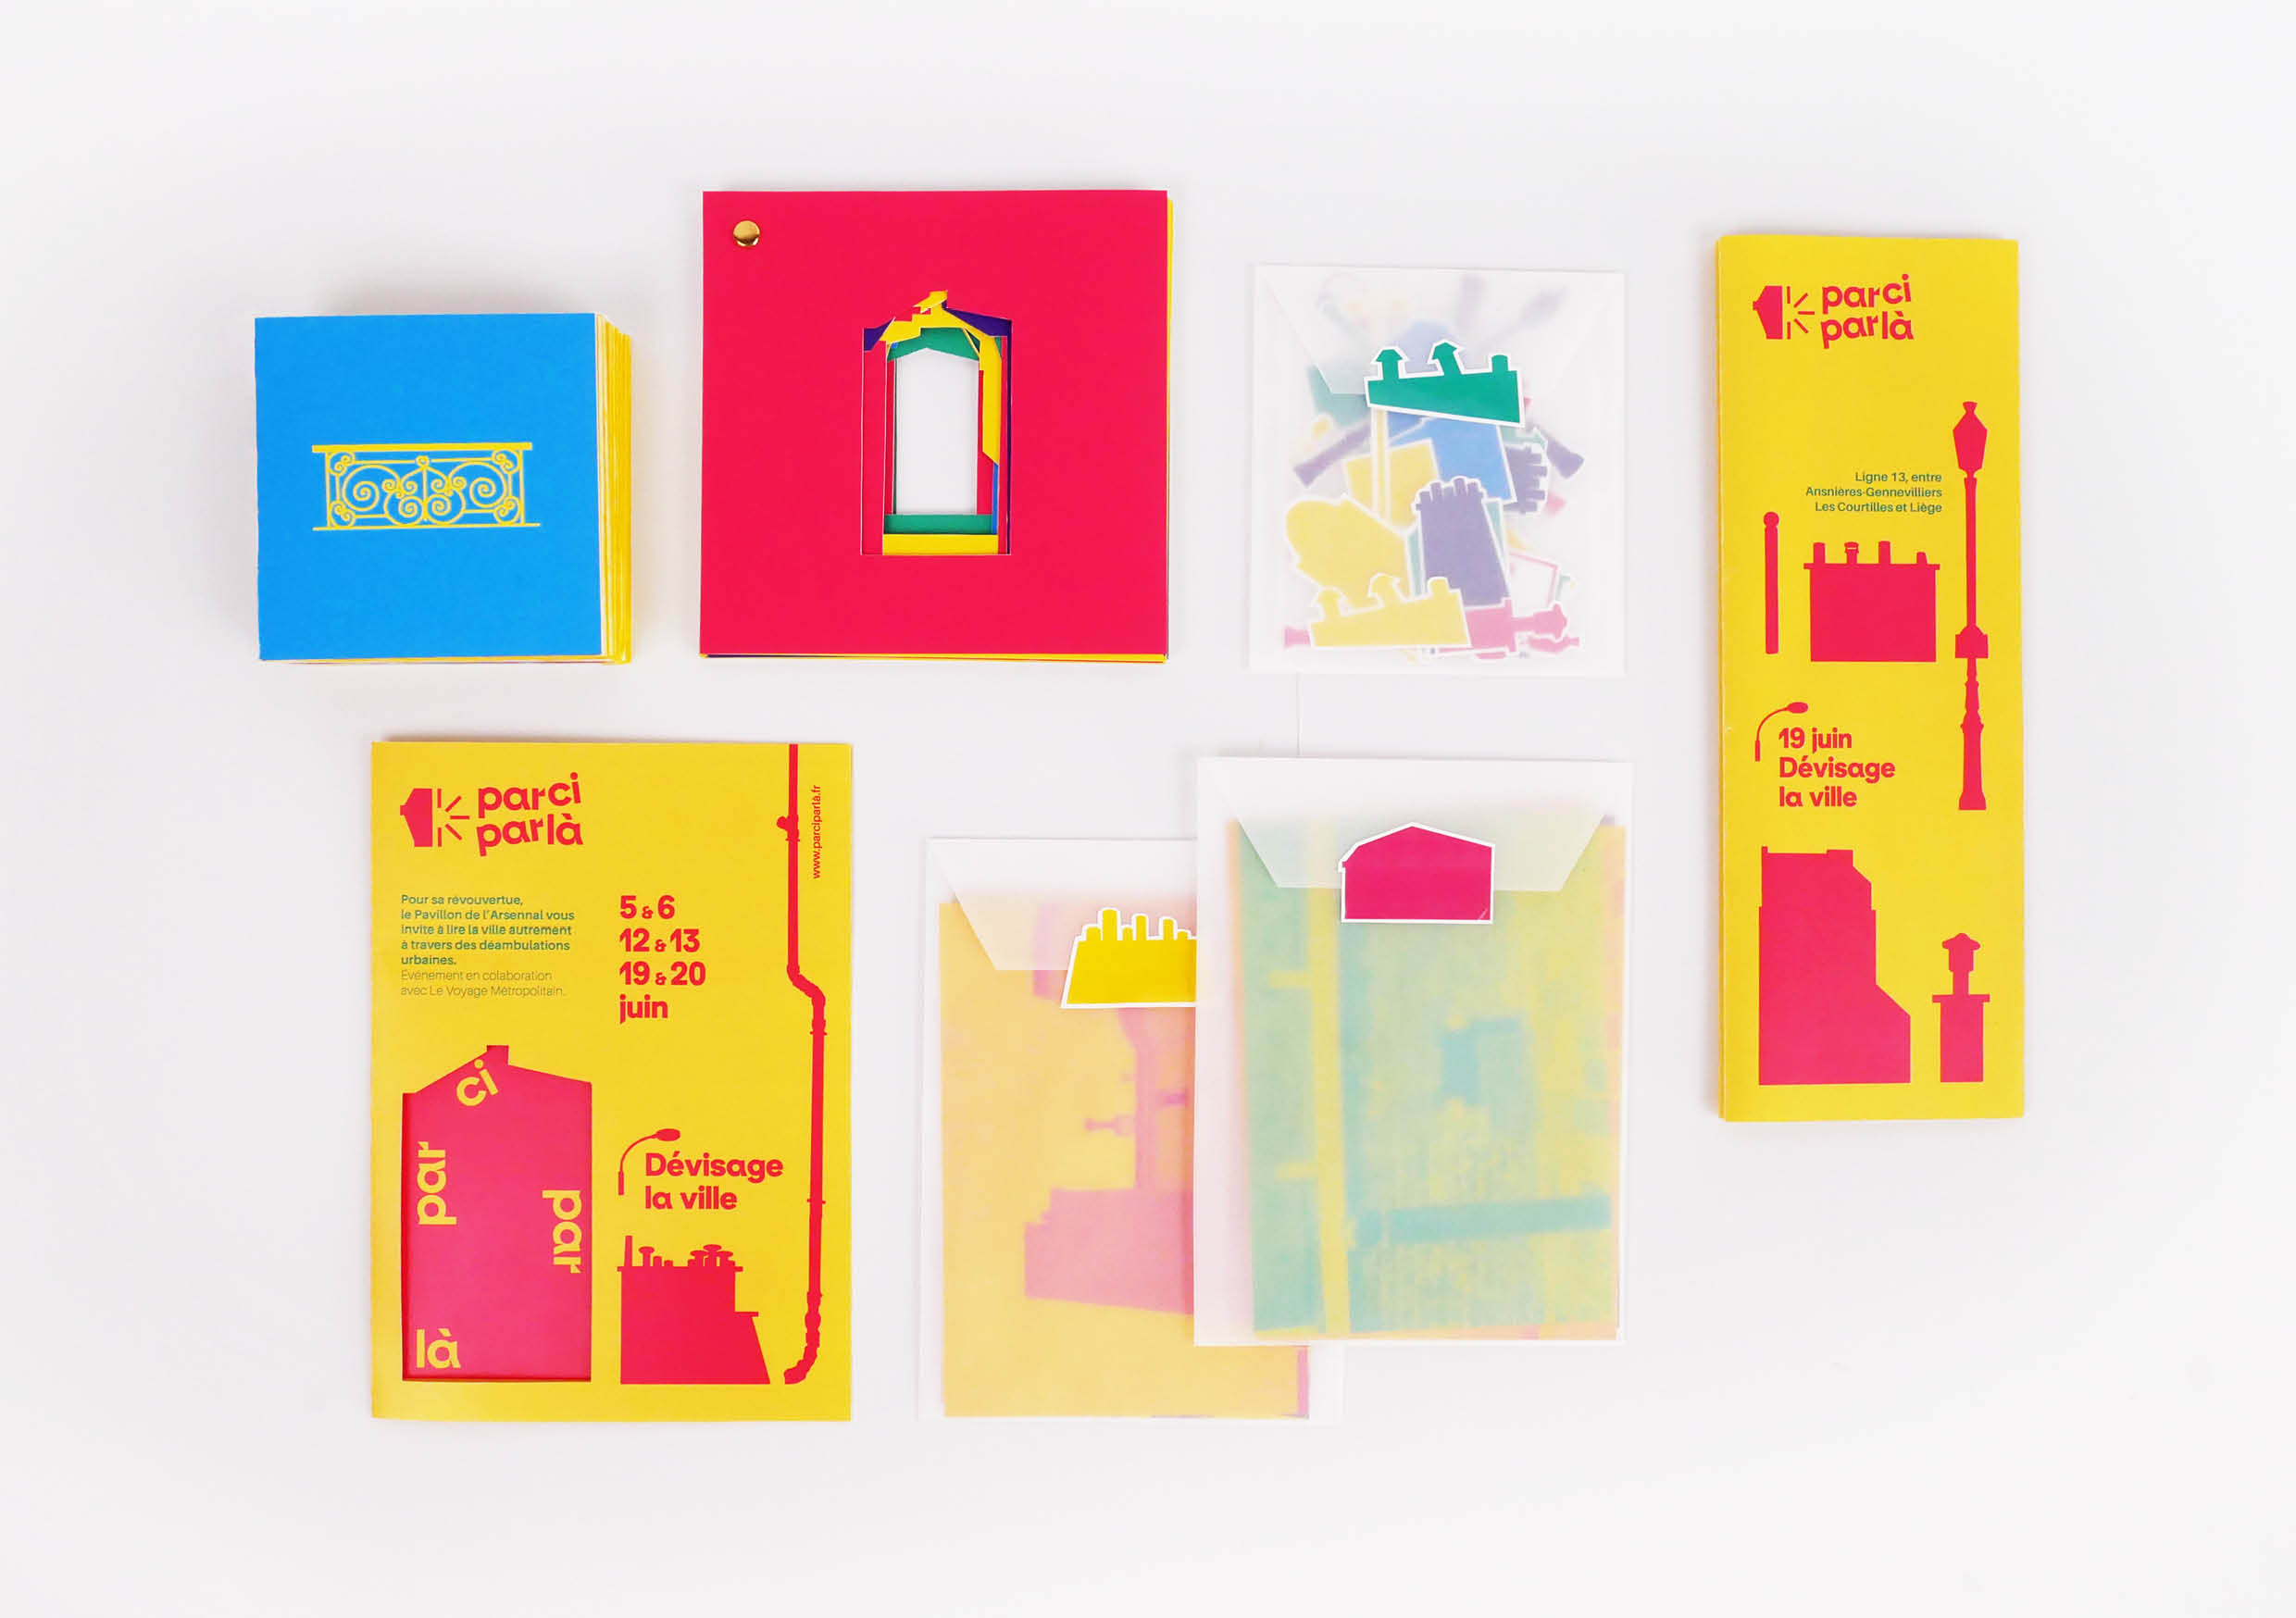 parci
parlà
Ligne 13, entre
Ansnières-Gennevilliers
Les Courtilles et Liège
19 juin
Dévisage
la ville
parci
parlà
www.parciparlà.fr
Pour sa révouvertue,
le Pavillon de l'Arsennal vous
invite à lire la ville autrement
à travers des déambulations
urbaines.
Evénement en colaboration
avec Le Voyage Métropolitain.
5 & 6
12 & 13
19 & 20
juin
par
ci
par
là
Dévisage
la ville